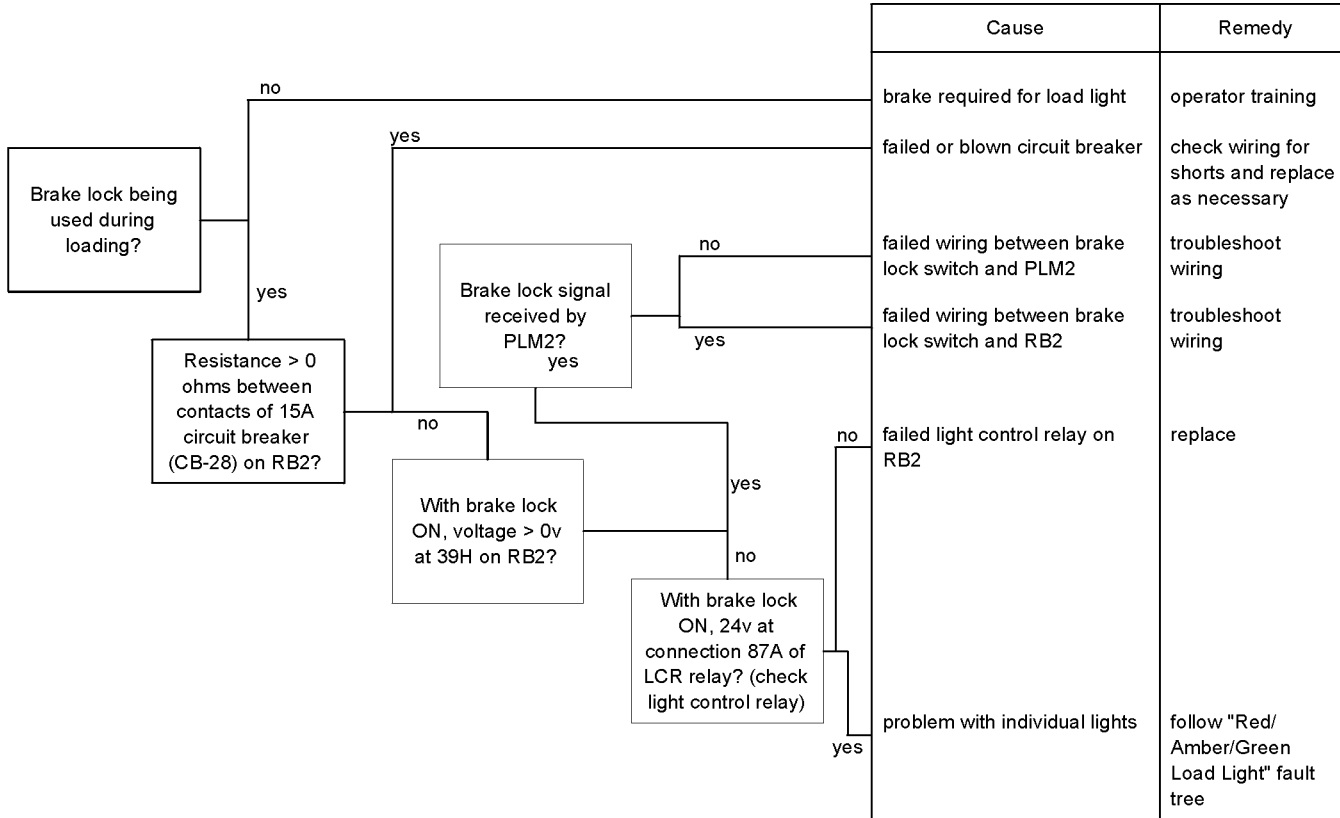 Cause
Remedy
no
brake required for load light
operator training
yes
failed or blown circuit breaker
check wiring for
shorts and replace
as necessary
Brake lock being
used during
loading?
no
failed wiring between brake
lock switch and PLM2
troubleshoot
wiring
yes
Brake lock signal
received by
PLM2?
yes
failed wiring between brake
lock switch and RB2
troubleshoot
wiring
yes
Resistance > 0
ohms between
contacts of 15A
circuit breaker
(CB-28) on RB2?
no
no
failed light control relay on
RB2
replace
yes
With brake lock
ON, voltage > 0v
at 39H on RB2?
no
With brake lock
ON, 24v at
connection 87A of
LCR relay? (check
light control relay)
yes
problem with individual lights
follow "Red/
Amber/Green
Load Light" fault
tree